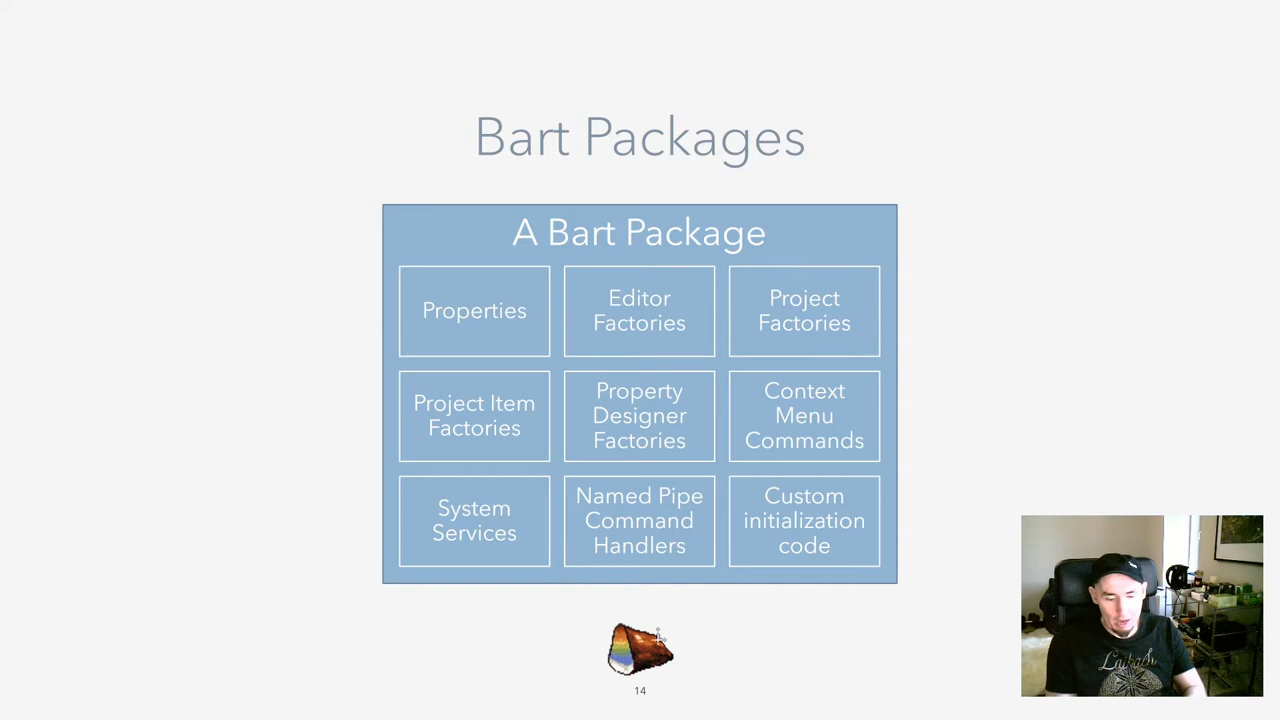 Bart Packages
A Bart Package
Properties
Editor
Factories
Project
Factories
Project Item
Factories
Property
Designer
Factories
Context
Menu
Commands
System
Services
Named Pipe
Command
Handlers
Custom
initialization
code
14